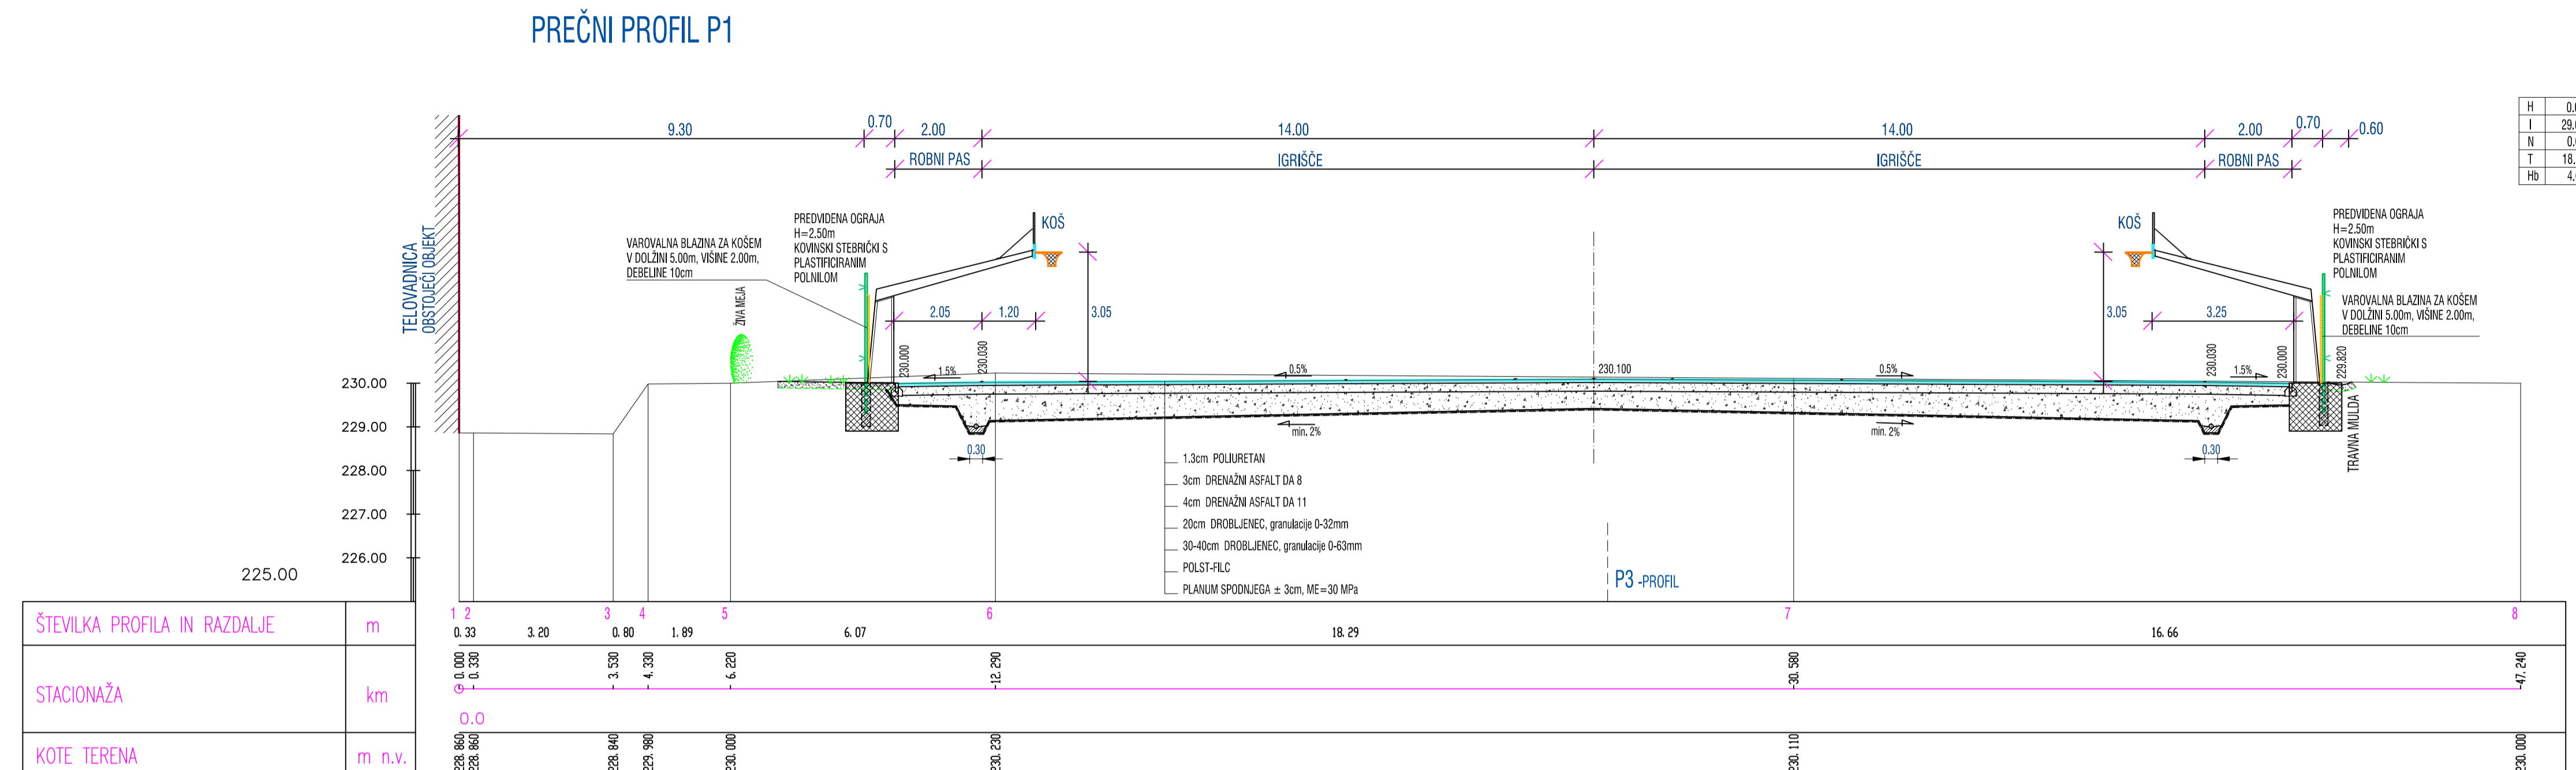 PREČNI PROFIL P1
H 0.0
I 29.0
N 0.0
T 18.
Hb 4.
9.30 0.70 2.00 14.00 14.00 2.00 0.70 0.60
ROBNI PAS IGRIŠČE IGRIŠČE ROBNI PAS
TELOVADNICA
OBSTOJEČI OBJEKT
VAROVALNA BLAZINA ZA KOŠEM
V DOLŽINI 5.00m, VIŠINE 2.00m,
DEBELINE 10cm
PREDVIDENA OGRAJA
H=2.50m
KOVINSKI STEBRIČKI S
PLASTIFICIRANIM
POLNILOM
ŽIVA MEJA
KOŠ
2.05 1.20 3.05
230.000
230.030
1.5% 0.5% 230.100 0.5% 1.5%
KOŠ
3.05 3.25
PREDVIDENA OGRAJA
H=2.50m
KOVINSKI STEBRIČKI S
PLASTIFICIRANIM
POLNILOM
VAROVALNA BLAZINA ZA KOŠEM
V DOLŽINI 5.00m, VIŠINE 2.00m,
DEBELINE 10cm
230.030
230.000
229.820
TRAVNA MULDA
min. 2% min. 2%
0.30 0.30
230.00
229.00
228.00
227.00
226.00
225.00
1.3cm POLIURETAN
3cm DRENAŽNI ASFALT DA 8
4cm DRENAŽNI ASFALT DA 11
20cm DROBLJENEC, granulacije 0-32mm
30-40cm DROBLJENEC, granulacije 0-63mm
POLST-FILC
PLANUM SPODNJEGA ± 3cm, ME=30 MPa
P3 -PROFIL
ŠTEVILKA PROFILA IN RAZDALJE m
1 2 3 4 5 6 7 8
0.33 3.20 0.80 1.89 6.07 18.29 16.66
STACIONAŽA km
0.000 0.330 3.530 4.330 6.220 12.290 30.580 47.240
0.0
KOTE TERENA m n.v.
228.860 228.860 228.840 229.980 230.000 230.230 230.110 230.000